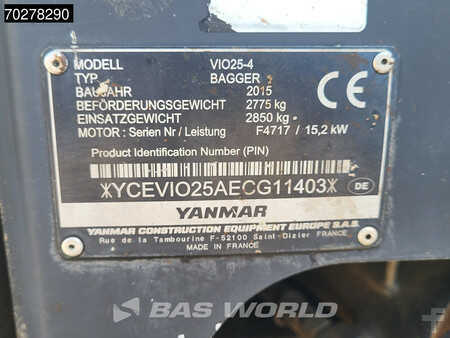 70278290
MODELL VIO25-4
TYP BAGGER
BAUJAHR 2015
BEFÖRDERUNGSGEWICHT 2775 kg
EINSATZGEWICHT 2850 kg
MOTOR : Serien Nr / Leistung F4717 / 15,2 kW
Product Identification Number (PIN)
*YCEVIO25AECG11403*
DE
YANMAR
YANMAR CONSTRUCTION EQUIPMENT EUROPE S.A.S.
Rue de la Tambourine F-52100 Saint-Dizier FRANCE
MADE IN FRANCE
CE
BAS WORLD